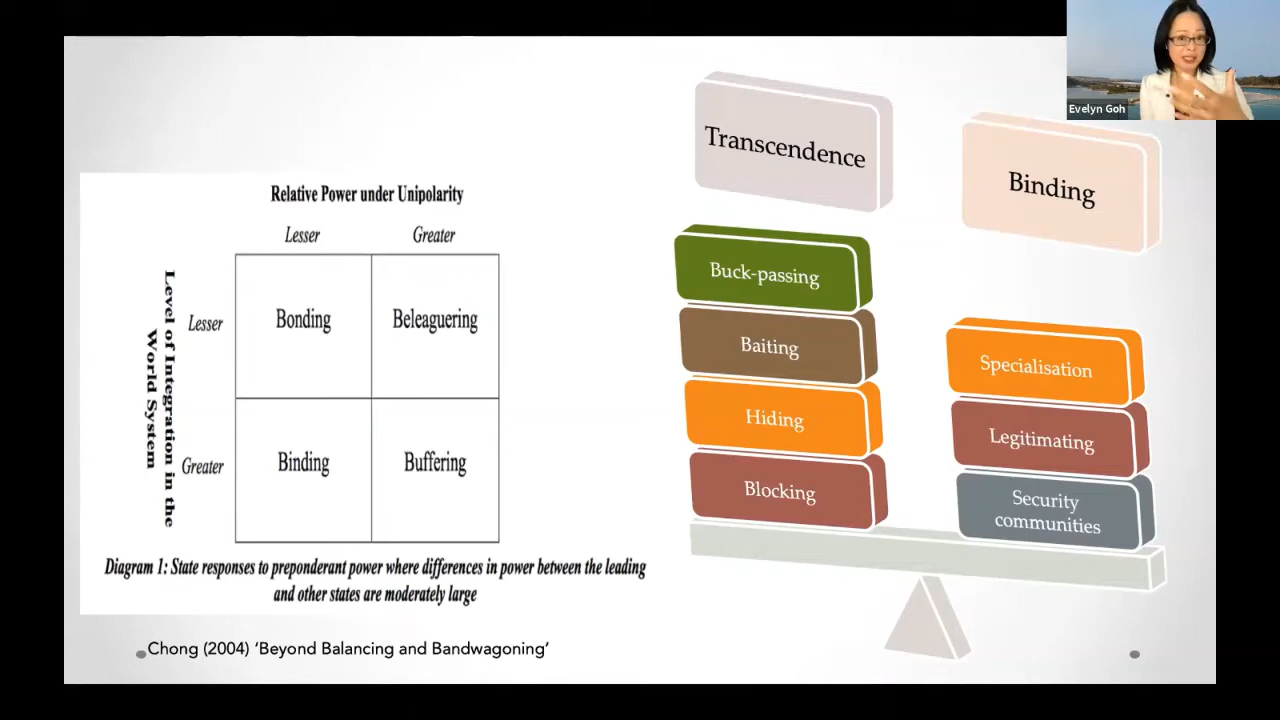 Evelyn Goh
Relative Power under Unipolarity
Lesser
Greater
Level of Integration in the
World System
Lesser
Bonding
Beleaguering
Greater
Binding
Buffering
Diagram 1: State responses to preponderant power where differences in power between the leading
and other states are moderately large
Chong (2004) ‘Beyond Balancing and Bandwagoning’
Transcendence
Buck-passing
Baiting
Hiding
Blocking
Binding
Specialisation
Legitimating
Security
communities